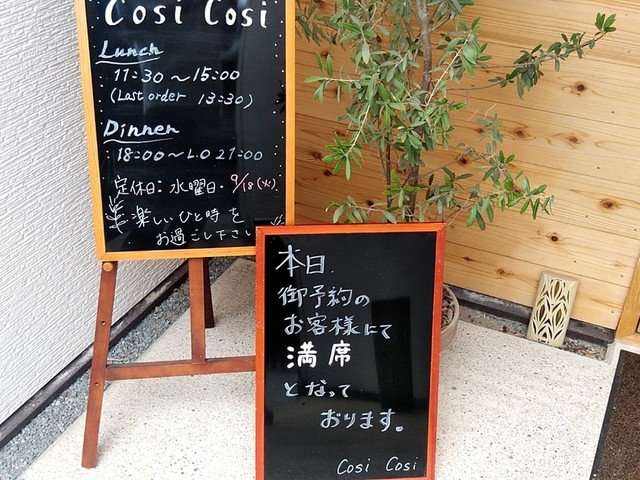 Cosi Cosi
Lunch
11:30〜15:00
(Last order 13:30)
Dinner
18:00〜L.O 21:00
定休日：水曜日・9/18(火)
楽しいひと時を
お過ごし下さい
本日
御予約の
お客様にて
満席
となって
おります。
Cosi Cosi